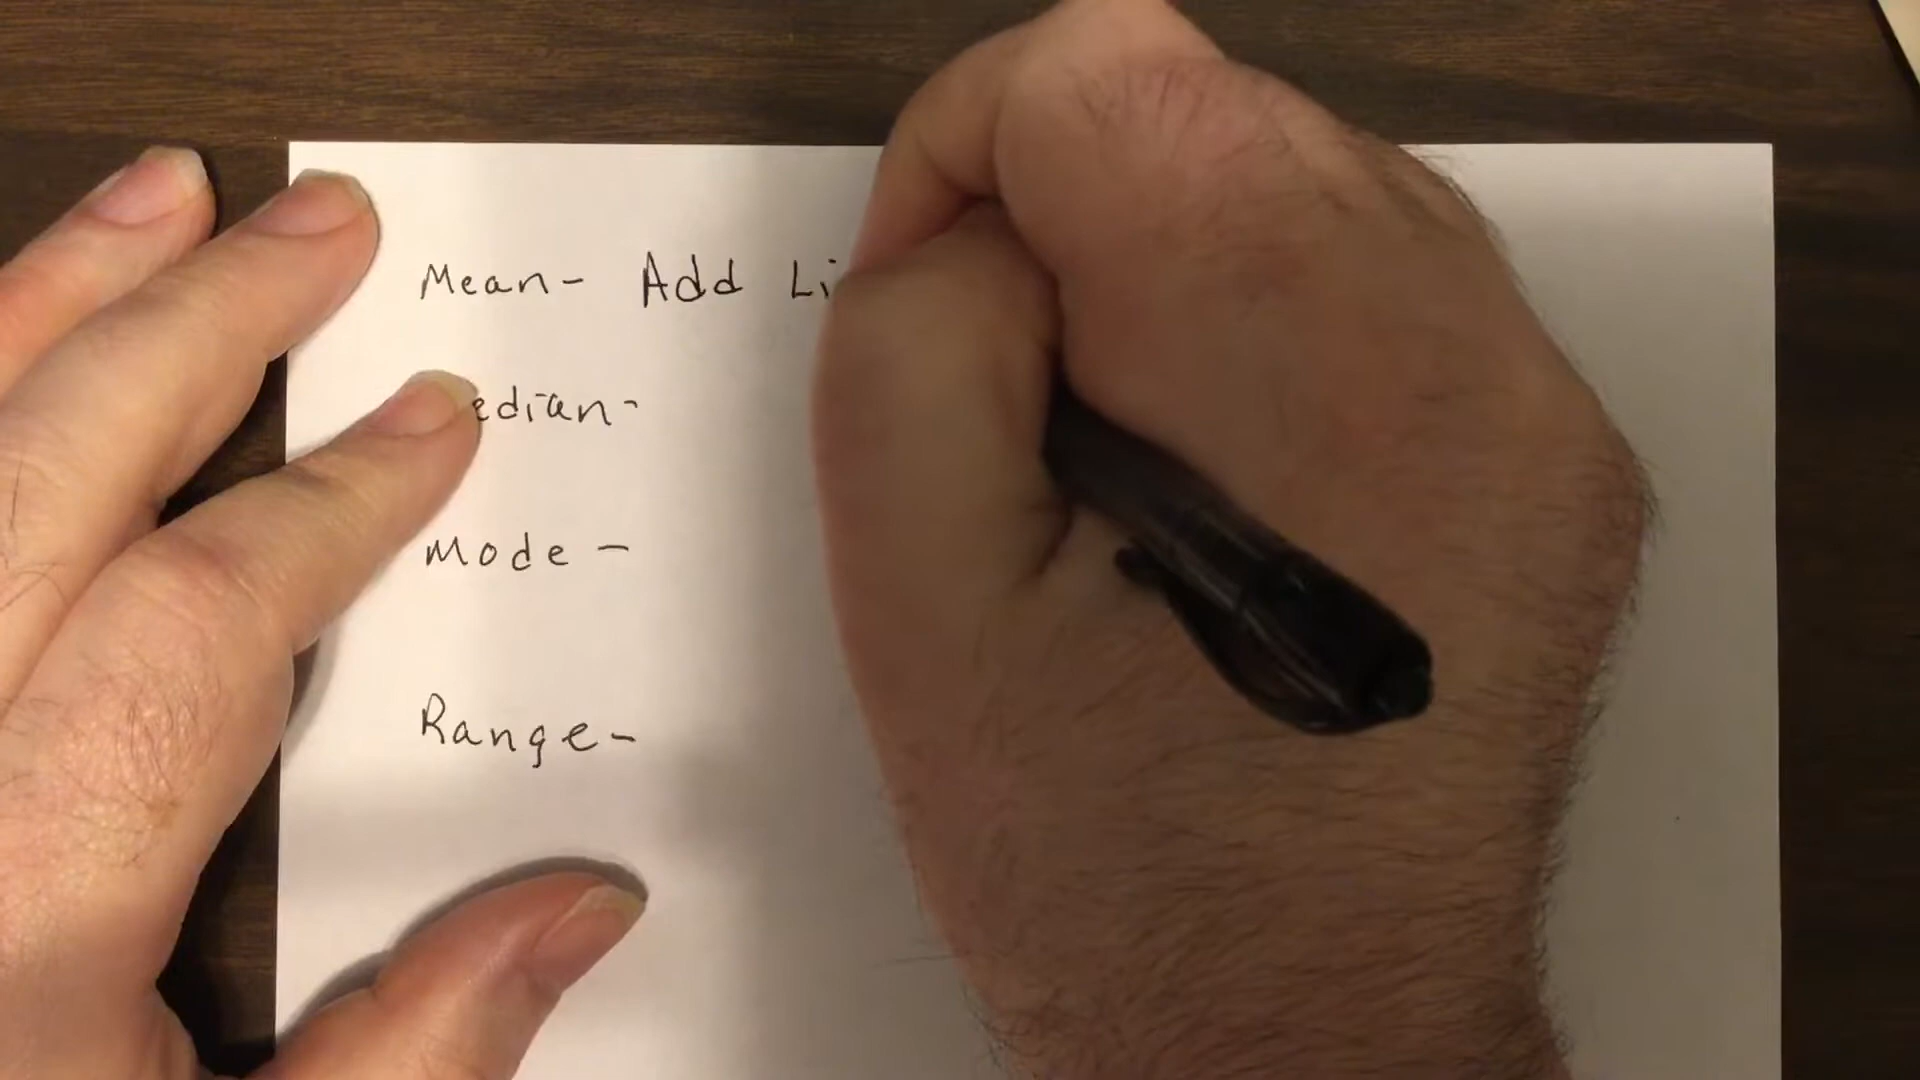 Mean- Add Li
edian-
Mode -
Range-